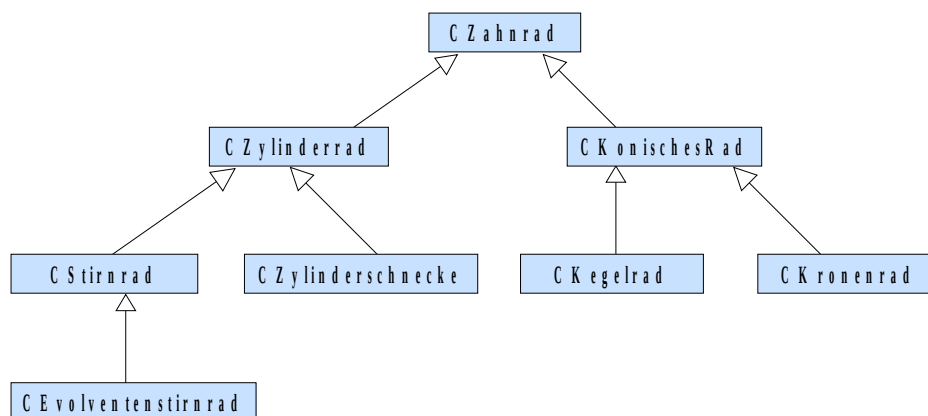 CZahnrad
CZylinderrad
CKonischesRad
CStirnrad
CZylinderschnecke
CKegelrad
CKronenrad
CEvolventenstirnrad